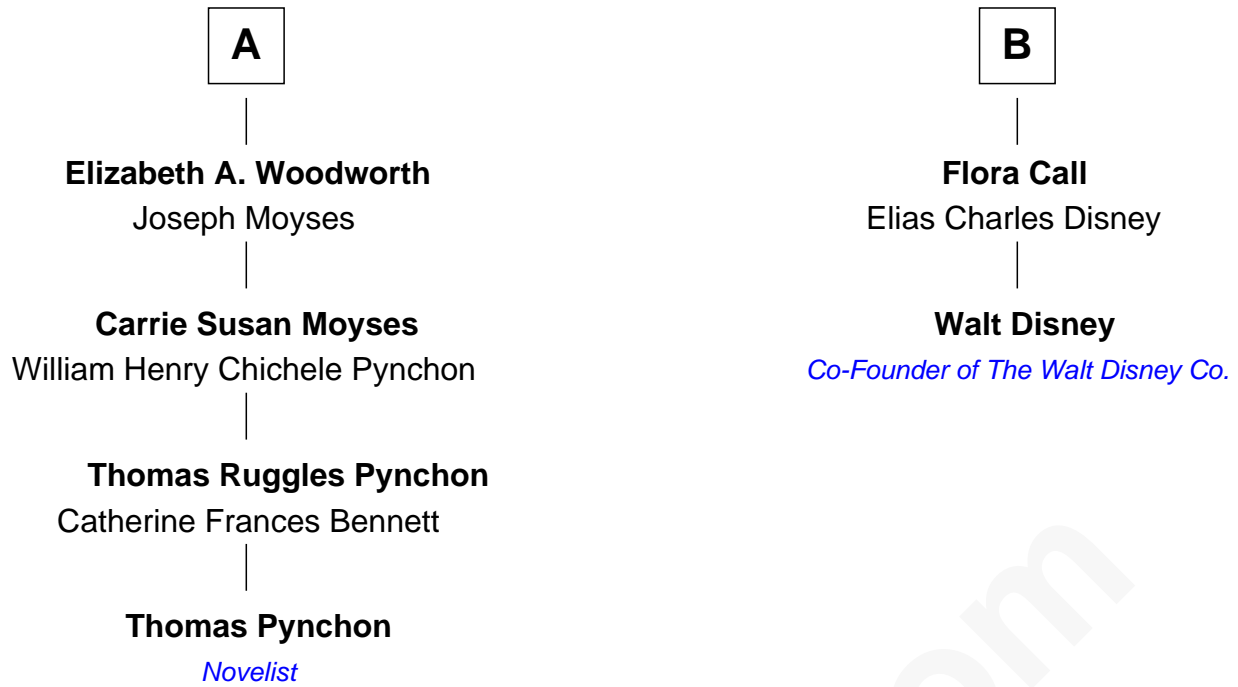 A
Elizabeth A. Woodworth
Joseph Moyses
Carrie Susan Moyses
William Henry Chichele Pynchon
Thomas Ruggles Pynchon
Catherine Frances Bennett
Thomas Pynchon
Novelist
B
Flora Call
Elias Charles Disney
Walt Disney
Co-Founder of The Walt Disney Co.
om